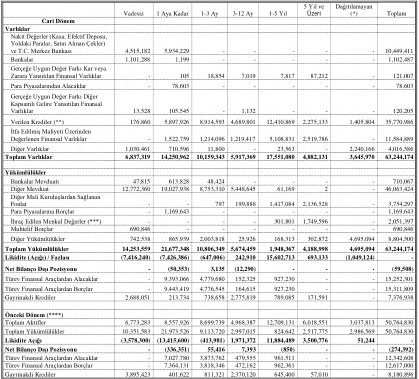 Vadesiz 1 Aya Kadar 1-3 Ay 3-12 Ay 1-5 Yıl 5 Yıl ve Üzeri Dağıtılamayan (*) Toplam
Cari Dönem
Varlıklar
Nakit Değerler (Kasa, Efektif Deposu,
Yoldaki Paralar, Satın Alınan Çekler)
ve T.C. Merkez Bankası 4,515,182 5,934,229 - - - - - 10,449,411
Bankalar 1,101,288 1,199 - - - - - 1,102,487
Gerçeğe Uygun Değer Farkı Kar veya
Zarara Yansıtılan Finansal Varlıklar - 105 18,854 7,019 7,817 87,212 - 121,007
Para Piyasalarından Alacaklar - 78,603 - - - - - 78,603
Gerçeğe Uygun Değer Farkı Diğer
Kapsamlı Gelire Yansıtılan Finansal
Varlıklar 13,528 105,545 - 1,132 - - - 120,205
Verilen Krediler (**) 176,860 5,897,926 8,914,593 4,689,801 12,410,869 2,275,133 1,405,804 35,770,986
İtfa Edilmiş Maliyeti Üzerinden
Değerlenen Finansal Varlıklar - 1,522,759 1,214,096 1,219,417 5,108,831 2,519,786 - 11,584,889
Diğer Varlıklar 1,030,461 710,596 11,800 - 23,563 - 2,240,166 4,016,586
Toplam Varlıklar 6,837,319 14,250,962 10,159,343 5,917,369 17,551,080 4,882,131 3,645,970 63,244,174
Yükümlülükler
Bankalar Mevduatı 47,815 613,828 48,424 - - - - 710,067
Diğer Mevduat 12,772,360 19,027,938 8,753,310 5,448,645 61,169 2 - 46,063,424
Diğer Mali Kuruluşlardan Sağlanan
Fonlar - 797 199,888 1,417,084 2,136,528 - - 3,754,297
Para Piyasalarına Borçlar - 1,169,643 - - - - - 1,169,643
İhraç Edilen Menkul Değerler (***) - - - - 301,801 1,749,596 - 2,051,397
Muhtelif Borçlar 690,846 - - - - - - 690,846
Diğer Yükümlülükler 742,538 865,939 2,003,818 25,926 168,313 302,872 4,695,094 8,804,500
Toplam Yükümlülükler 14,253,559 21,677,348 10,806,349 5,674,459 1,948,367 4,188,998 4,695,094 63,244,174
Likidite (Açığı) / Fazlası (7,416,240) (7,426,386) (647,006) 242,910 15,602,713 693,133 (1,049,124) -
Net Bilanço Dışı Pozisyonu - (50,353) 3,135 (12,290) - - - (59,508)
Türev Finansal Araçlardan Alacaklar - 9,393,066 4,779,680 152,325 927,230 - - 15,252,301
Türev Finansal Araçlardan Borçlar - 9,443,419 4,776,545 164,615 927,230 - - 15,311,809
Gayrinakdi Krediler 2,688,051 213,734 738,658 2,775,819 789,085 171,591 - 7,376,938
Önceki Dönem (****)
Toplam Aktifler 6,773,283 8,557,926 8,699,739 4,968,387 12,709,131 6,018,551 3,037,813 50,764,830
Toplam Yükümlülükler 10,351,583 21,973,526 9,113,720 2,997,015 824,642 2,517,775 2,986,569 50,764,830
Likidite Açığı (3,578,300) (13,415,600) (413,981) 1,971,372 11,884,489 3,500,776 51,244 -
Net Bilanço Dışı Pozisyonu - (336,351) 55,416 7,393 (850) - - (274,392)
Türev Finansal Araçlardan Alacaklar - 7,027,780 3,873,762 479,555 961,511 - - 12,342,608
Türev Finansal Araçlardan Borçlar - 7,364,131 3,818,346 472,162 962,361 - - 12,617,000
Gayrinakdi Krediler 3,895,423 401,622 811,321 2,370,120 645,400 57,010 - 8,180,896